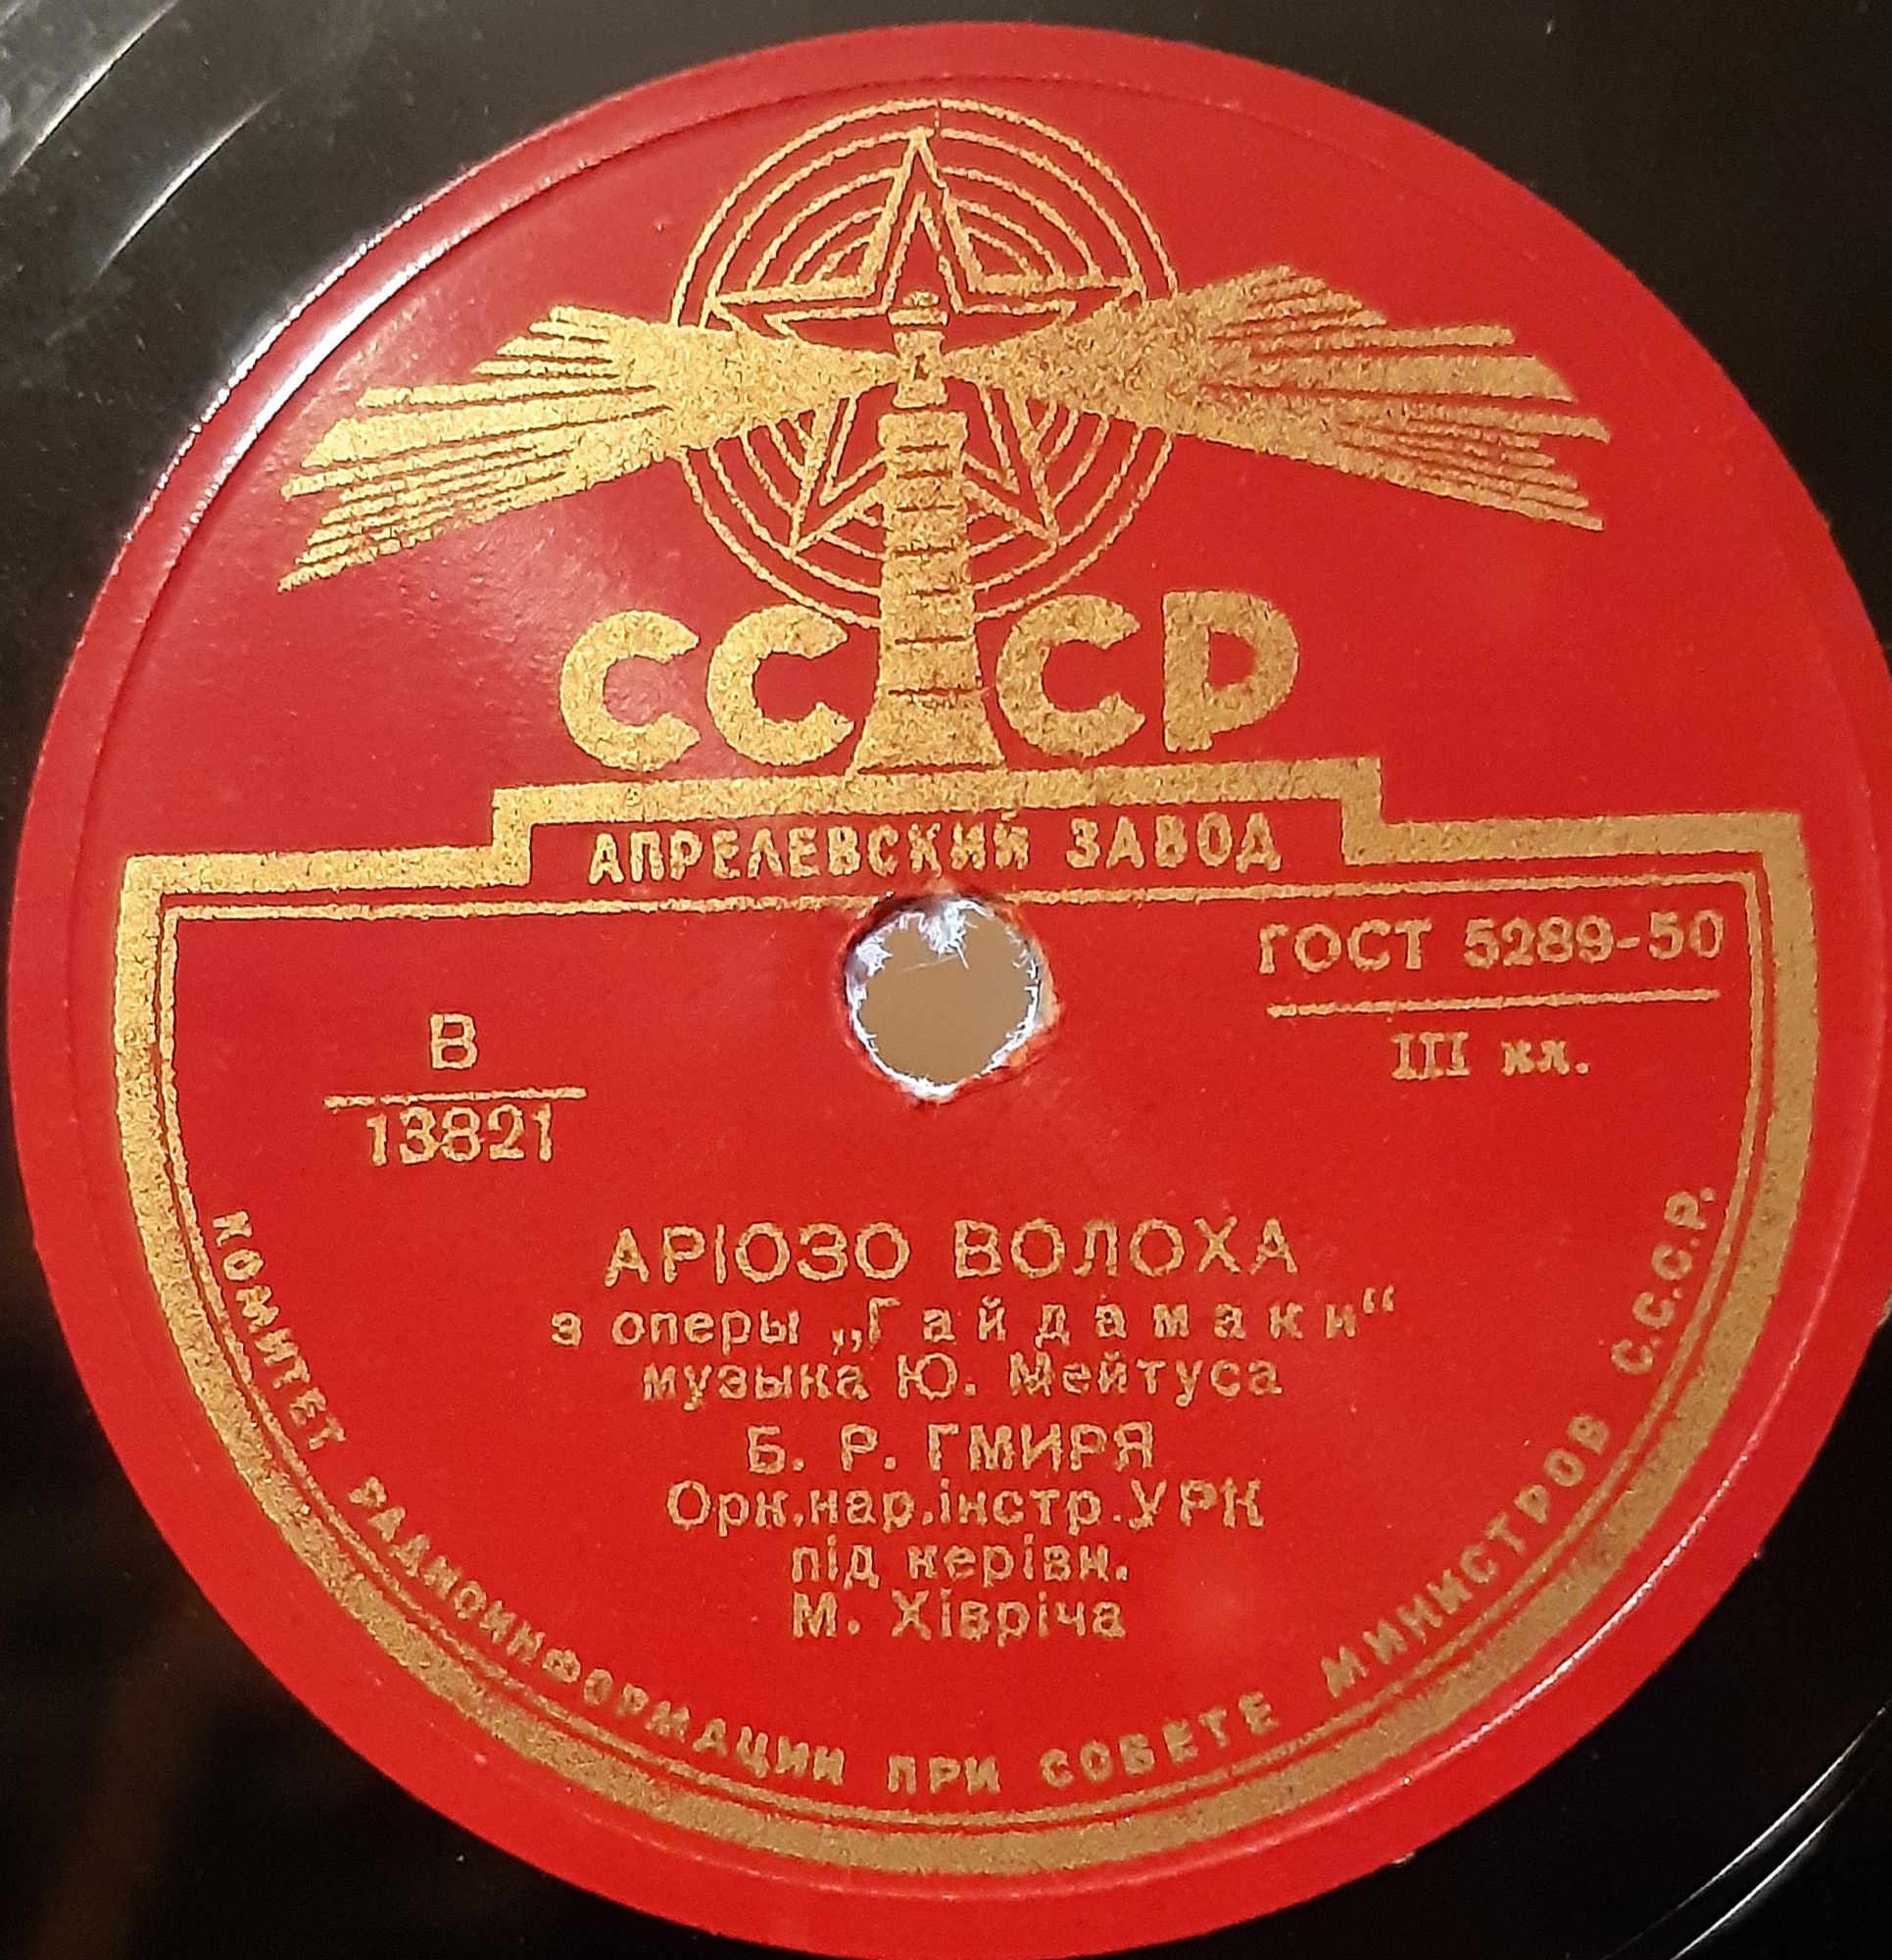 СССР
АПРЕЛЕВСКИЙ ЗАВОД
ГОСТ 5289-50
III кл.
В
13821
АРІОЗО ВОЛОХА
з оперы „Гайдамаки“
музыка Ю. Мейтуса
Б. Р. ГМИРЯ
Орк.нар.інстр.УРК
під керівн.
М. Хівріча
КОМИТЕТ РАДИОИНФОРМАЦИИ ПРИ СОВЕТЕ МИНИСТРОВ С.С.С.Р.